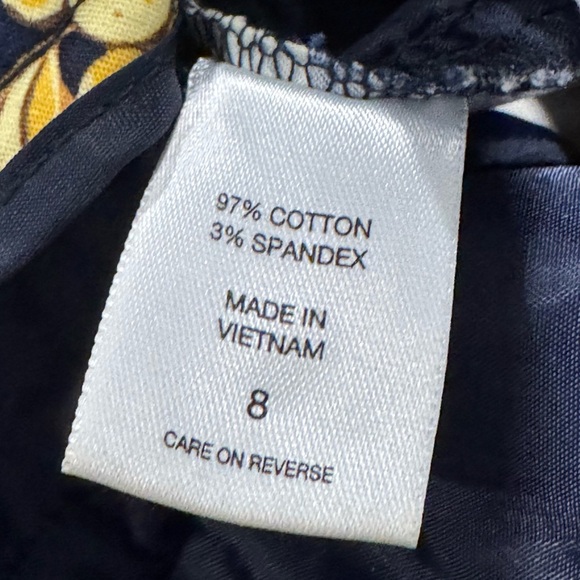 97% COTTON
3% SPANDEX
MADE IN
VIETNAM
8
CARE ON REVERSE